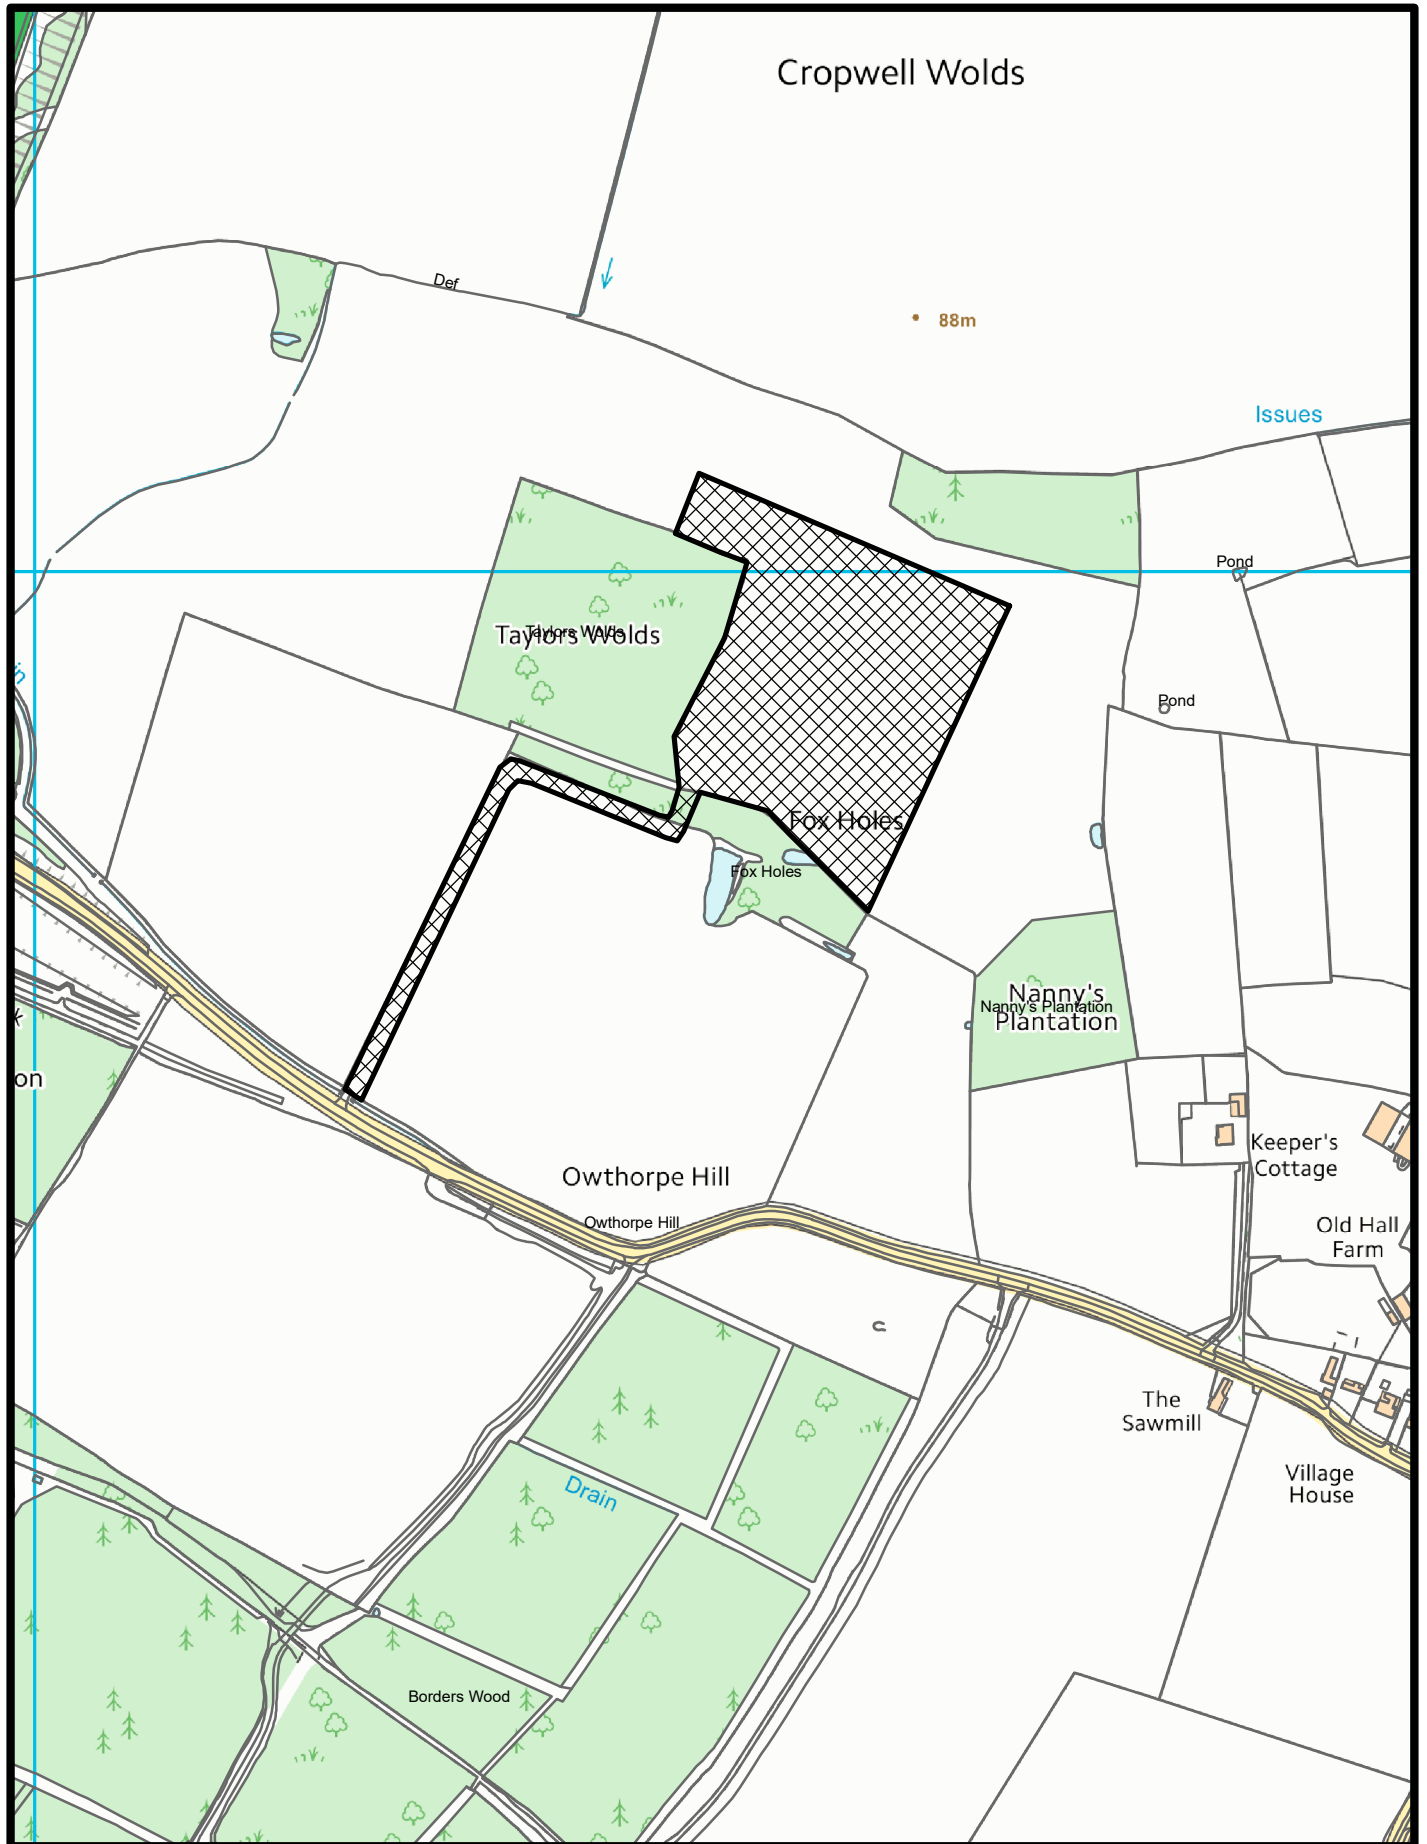 Cropwell Wolds
Def
88m
Issues
Pond
Taylors Wolds
Taylors Wolds
Pond
Fox Holes
Fox Holes
Nanny's
Plantation
Nanny's Plantation
on
Keeper's
Cottage
Owthorpe Hill
Owthorpe Hill
Old Hall
Farm
The
Sawmill
Drain
Village
House
Borders Wood